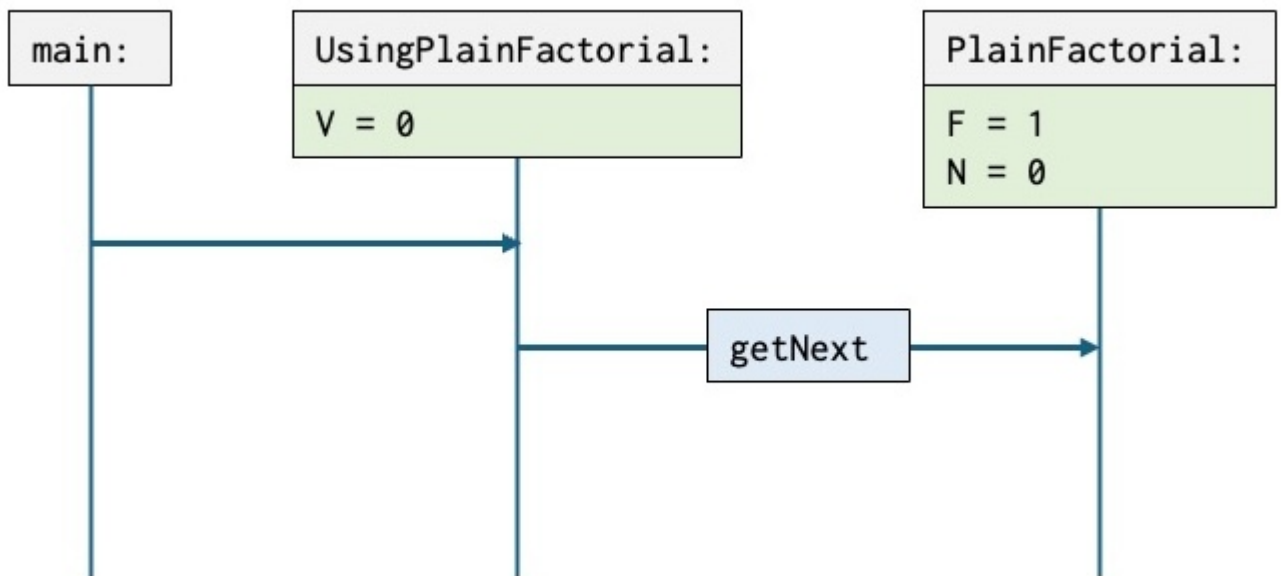 main:
UsingPlainFactorial:
V = 0
PlainFactorial:
F = 1
N = 0
getNext